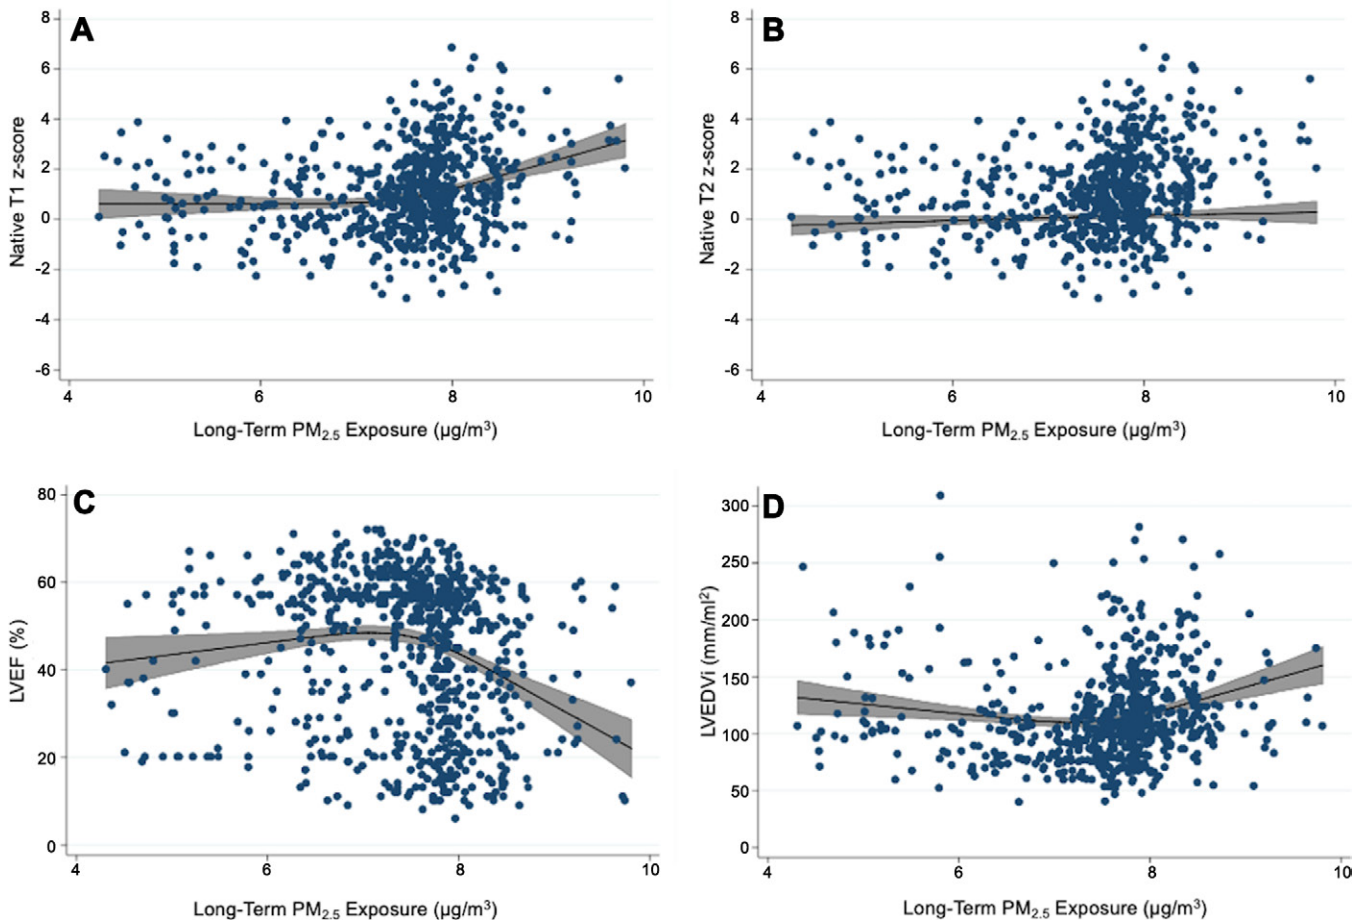 A
8
6
4
2
0
-2
-4
-6
Native T1 z-score
4 6 8 10
Long-Term PM2.5 Exposure (µg/m³)
B
8
6
4
2
0
-2
-4
-6
Native T2 z-score
4 6 8 10
Long-Term PM2.5 Exposure (µg/m³)
C
80
60
40
20
0
LVEF (%)
4 6 8 10
Long-Term PM2.5 Exposure (µg/m³)
D
300
250
200
150
100
50
0
LVEDVi (mm/ml²)
4 6 8 10
Long-Term PM2.5 Exposure (µg/m³)